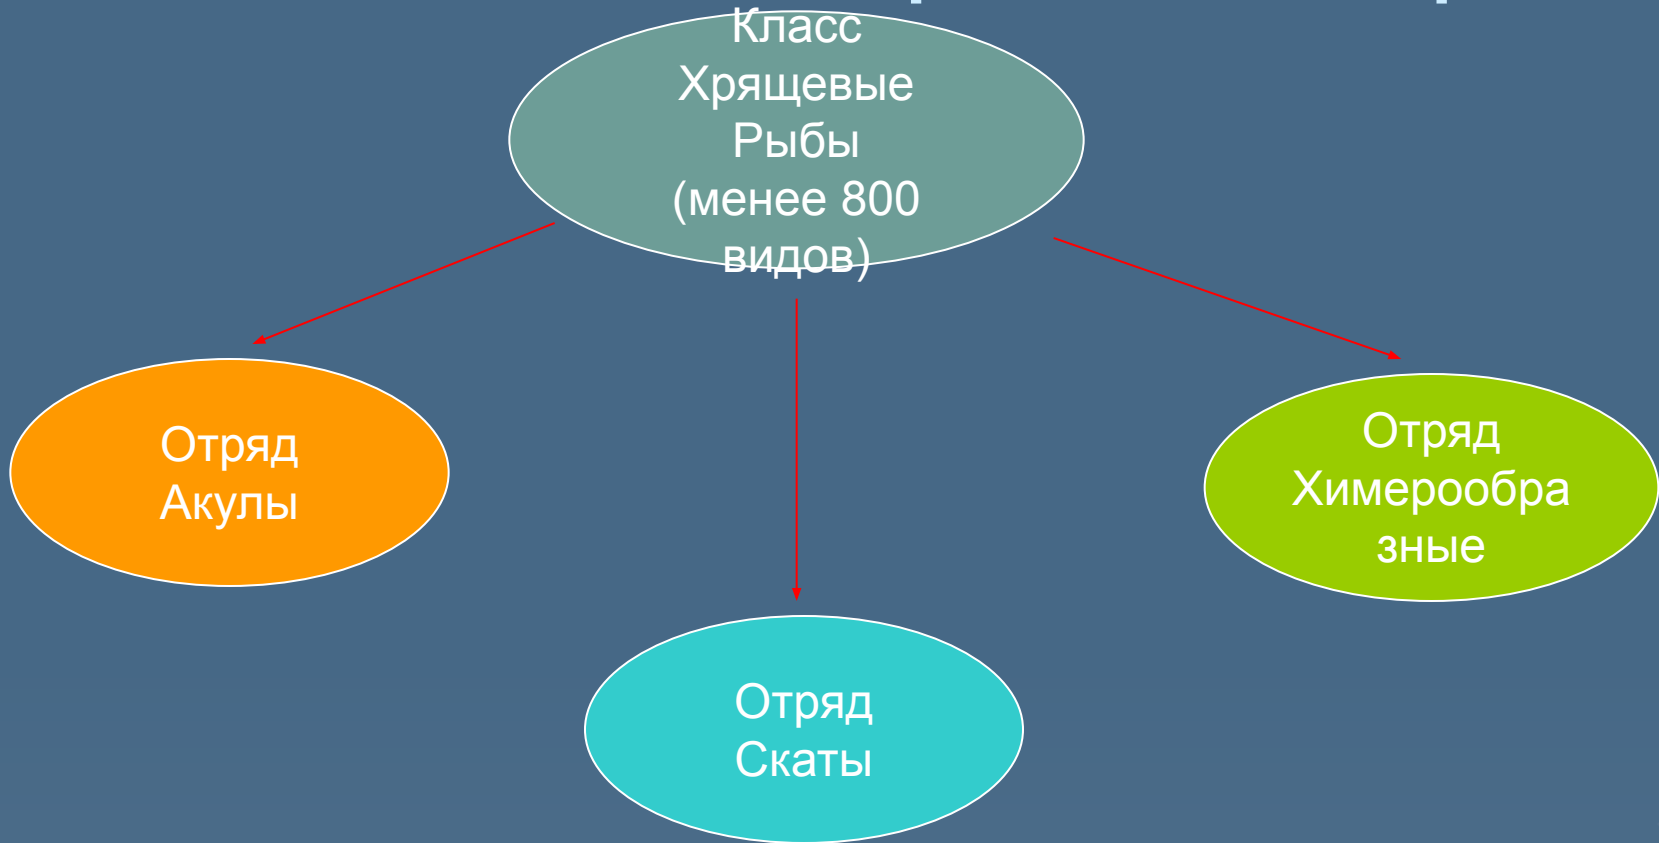 Класс
Хрящевые
Рыбы
(менее 800
видов)
Отряд
Акулы
Отряд
Химерообра
зные
Отряд
Скаты